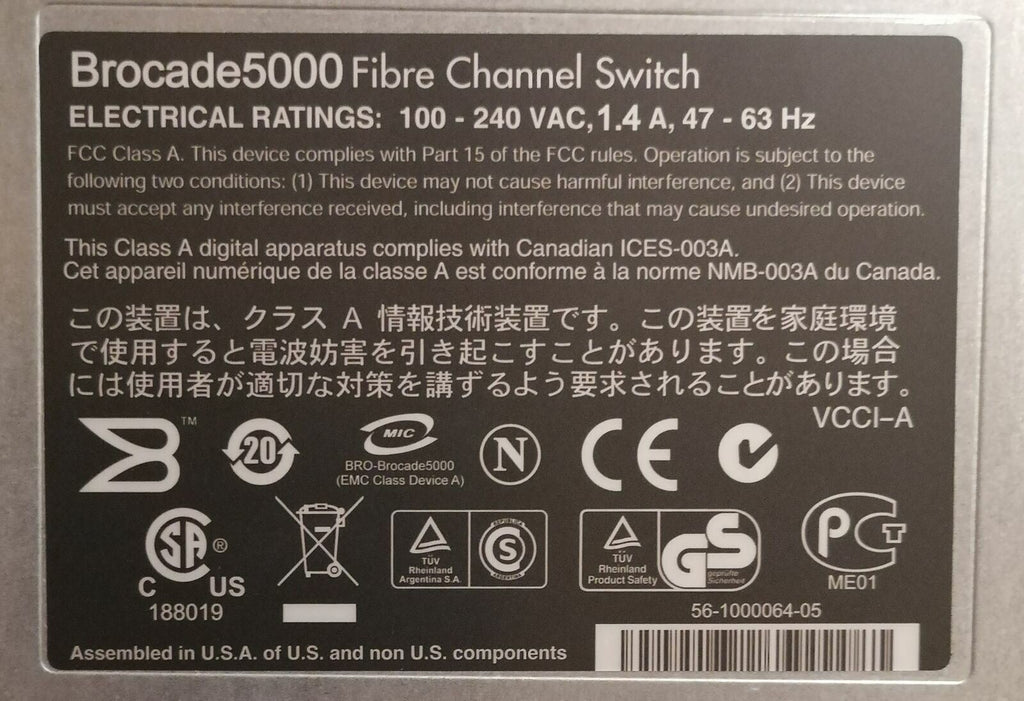 Brocade5000 Fibre Channel Switch
ELECTRICAL RATINGS: 100 - 240 VAC, 1.4 A, 47 - 63 Hz
FCC Class A. This device complies with Part 15 of the FCC rules. Operation is subject to the
following two conditions: (1) This device may not cause harmful interference, and (2) This device
must accept any interference received, including interference that may cause undesired operation.
This Class A digital apparatus complies with Canadian ICES-003A.
Cet appareil numérique de la classe A est conforme à la norme NMB-003A du Canada.
この装置は、クラス A 情報技術装置です。この装置を家庭環境
で使用すると電波妨害を引き起こすことがあります。この場合
には使用者が適切な対策を講ずるよう要求されることがあります。
VCCI-A
TM
20
MIC
BRO-Brocade5000
(EMC Class Device A)
N
CE
SA ®
C US
188019
TÜV
Rheinland
Argentina S.A.
REPUBLICA
S
ARGENTINA
TÜV
Rheinland
Product Safety
GS
geprüfte
Sicherheit
PCT
ME01
56-1000064-05
Assembled in U.S.A. of U.S. and non U.S. components